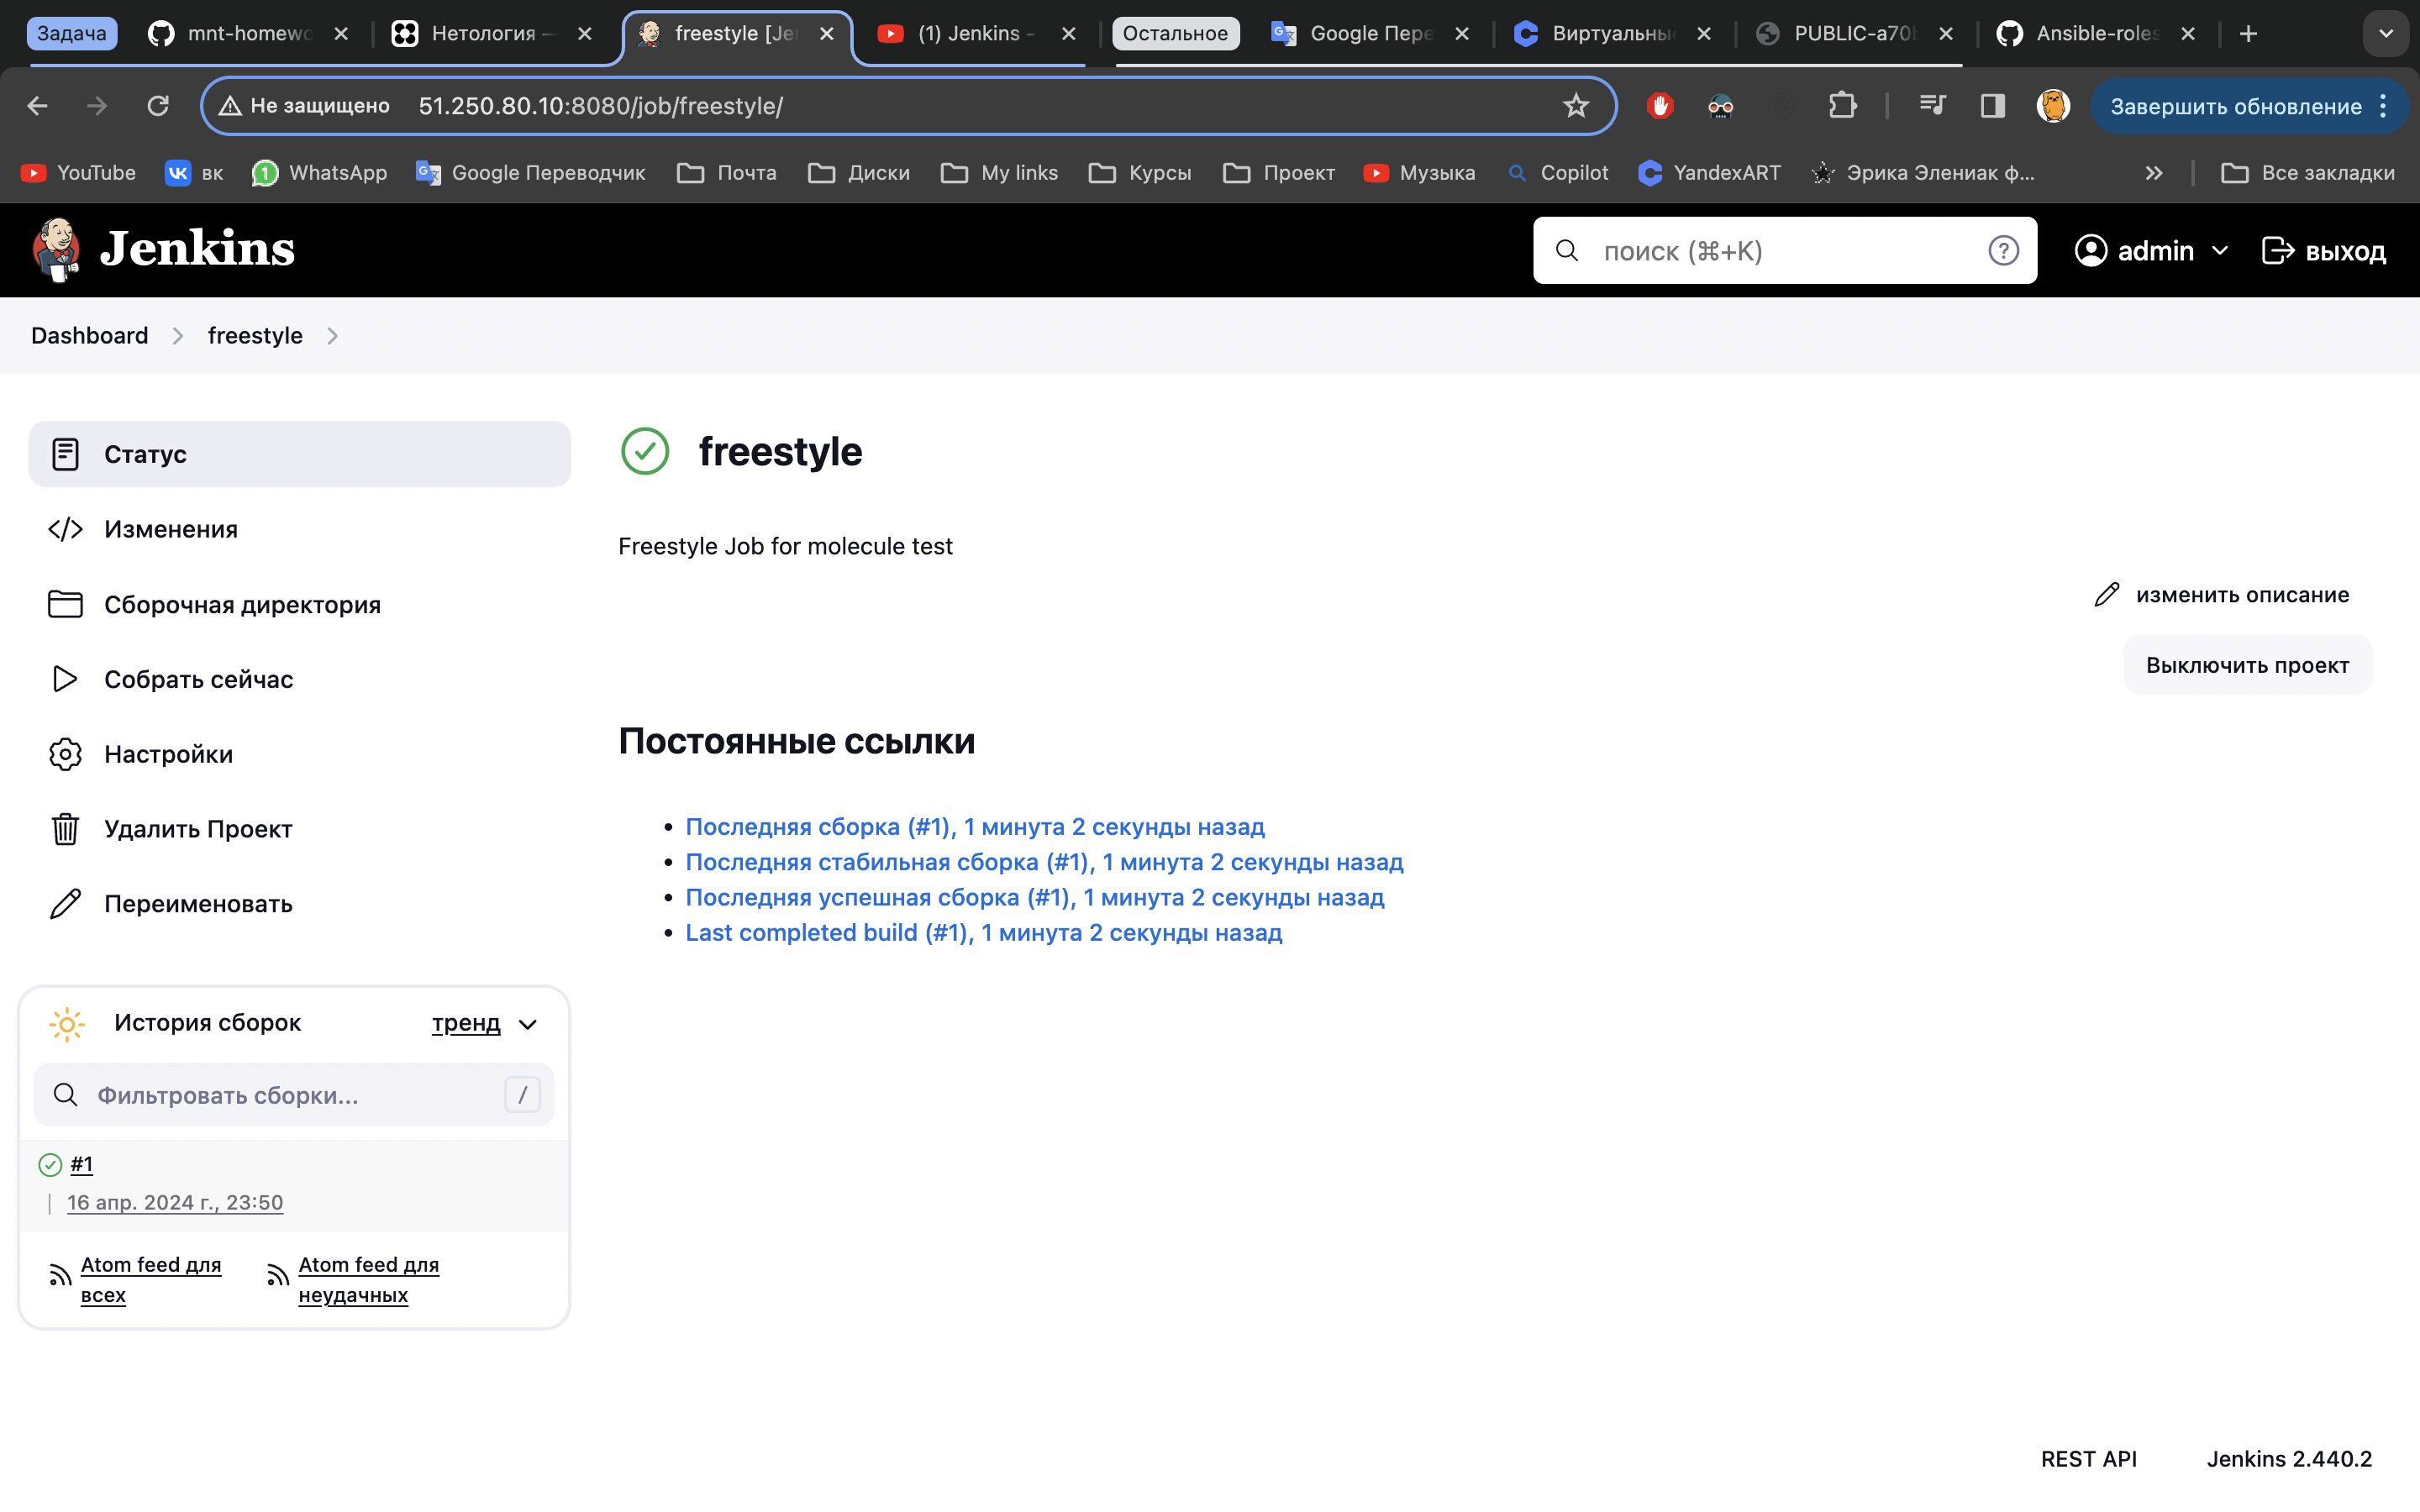 Задача
mnt-homewo
Нетология –
freestyle [Je
(1) Jenkins -
Остальное
Google Пере
Виртуальны
PUBLIC-a70
Ansible-roles
Не защищено
51.250.80.10:8080/job/freestyle/
Завершить обновление
YouTube
вк
WhatsApp
Google Переводчик
Почта
Диски
My links
Курсы
Проект
Музыка
Copilot
YandexART
Эрика Элениак ф...
Все закладки
Jenkins
поиск (⌘+K)
admin
выход
Dashboard
freestyle
Статус
Изменения
Сборочная директория
Собрать сейчас
Настройки
Удалить Проект
Переименовать
freestyle
Freestyle Job for molecule test
изменить описание
Выключить проект
Постоянные ссылки
Последняя сборка (#1), 1 минута 2 секунды назад
Последняя стабильная сборка (#1), 1 минута 2 секунды назад
Последняя успешная сборка (#1), 1 минута 2 секунды назад
Last completed build (#1), 1 минута 2 секунды назад
История сборок
тренд
Фильтровать сборки...
/
#1
16 апр. 2024 г., 23:50
Atom feed для
всех
Atom feed для
неудачных
REST API
Jenkins 2.440.2